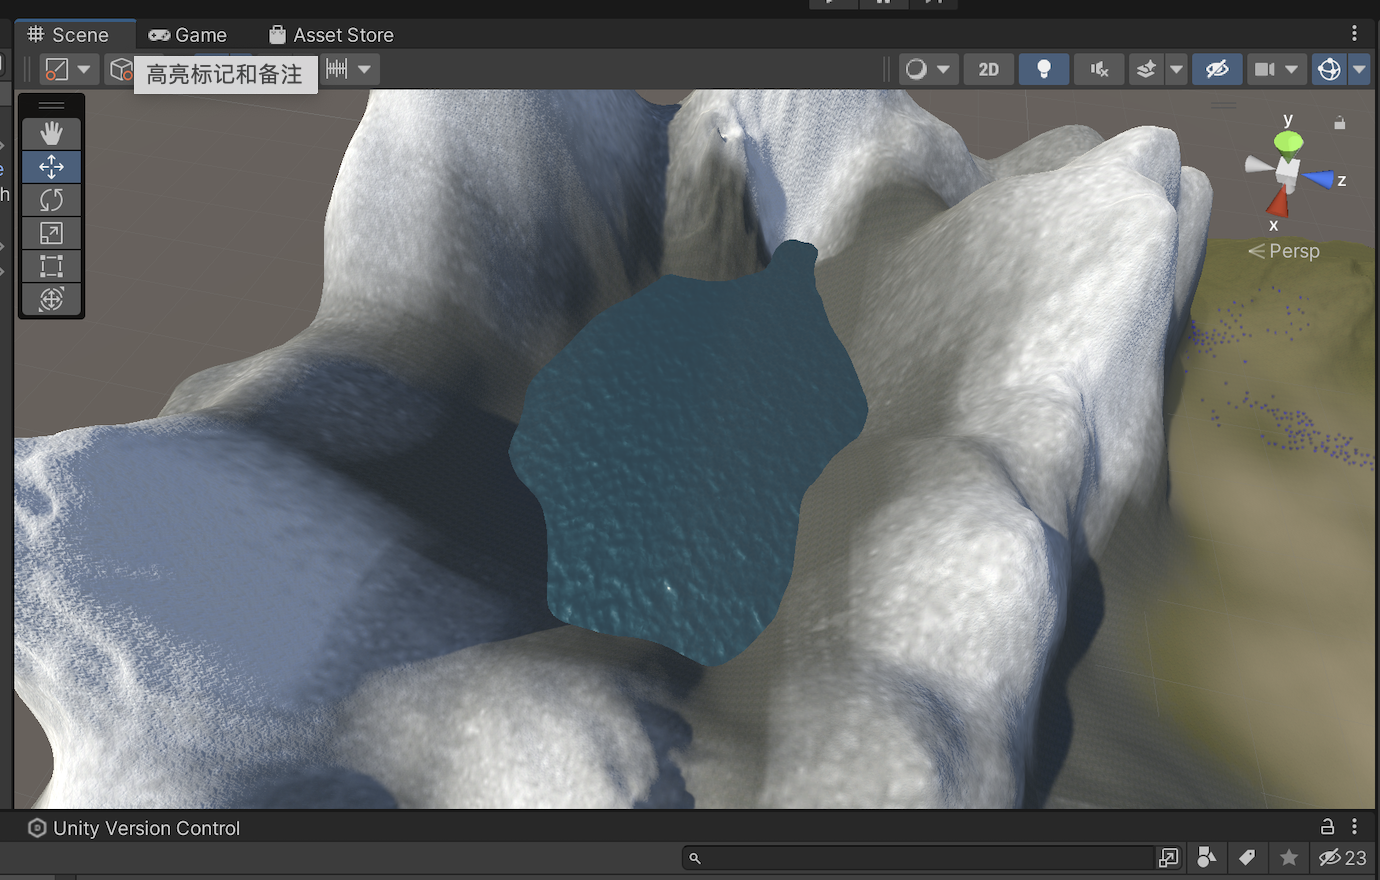 Scene
Game
Asset Store
高亮标记和备注
2D
h
y
z
x
Persp
Unity Version Control
23